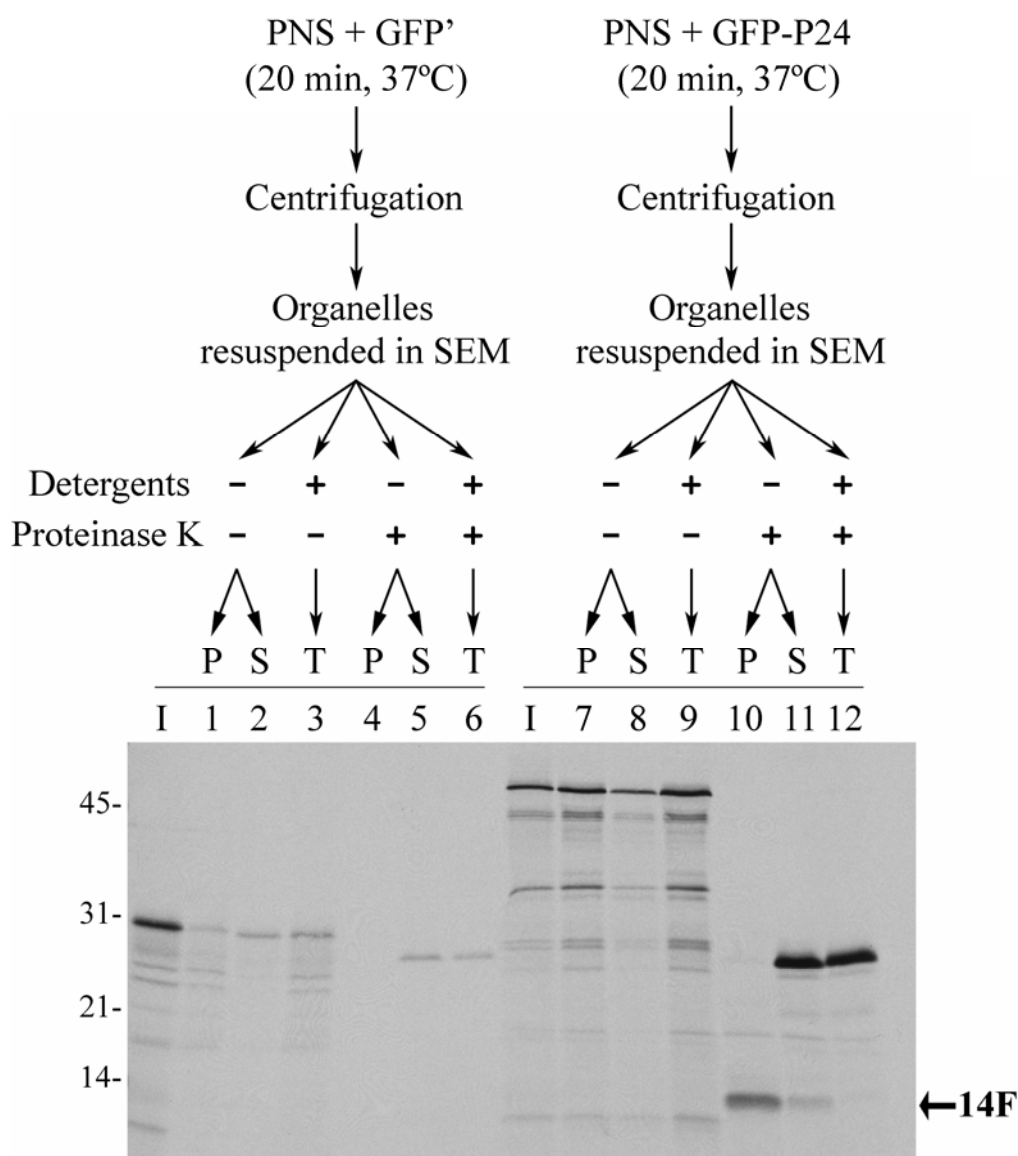 PNS + GFP’ PNS + GFP-P24
(20 min, 37ºC) (20 min, 37ºC)
Centrifugation Centrifugation
Organelles Organelles
resuspended in SEM resuspended in SEM
Detergents - + - + - + - +
Proteinase K - - + + - - + +
P S T P S T P S T P S T
I 1 2 3 4 5 6 I 7 8 9 10 11 12
45-
31-
21-
14-
←14F